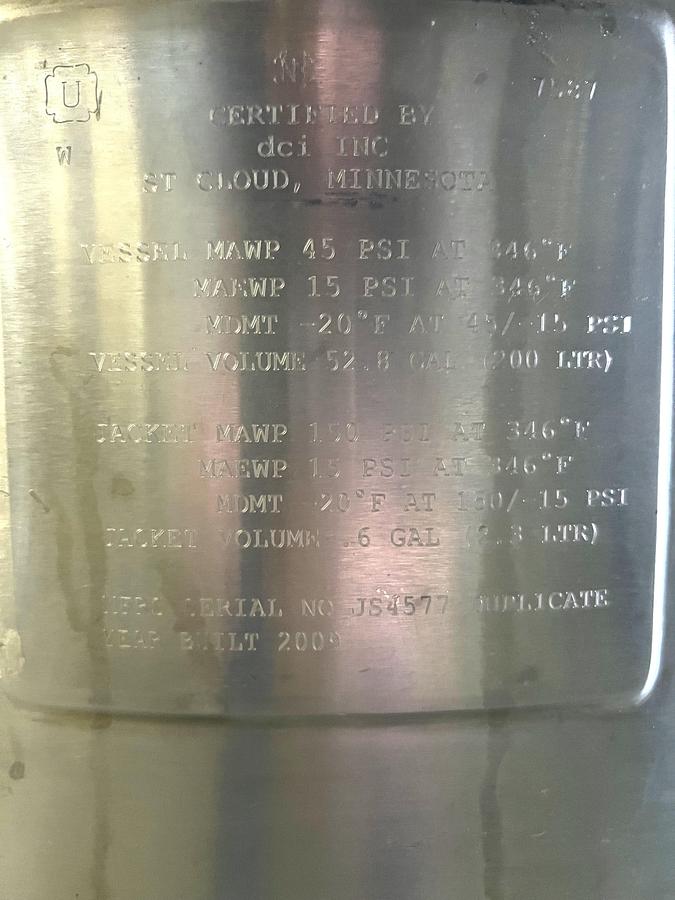 U
W
NB
CERTIFIED BY
dci INC
ST CLOUD, MINNESOTA
VESSEL MAWP 45 PSI AT 346°F
MAEWP 15 PSI AT 346°F
MDMT -20°F AT 45/-15 PSI
VESSEL VOLUME 52.8 GAL (200 LTR)
JACKET MAWP 150 PSI AT 346°F
MAEWP 15 PSI AT 346°F
MDMT -20°F AT 150/-15 PSI
JACKET VOLUME .6 GAL (2.3 LTR)
SERIAL NO JS4577 DUPLICATE
YEAR BUILT 2009